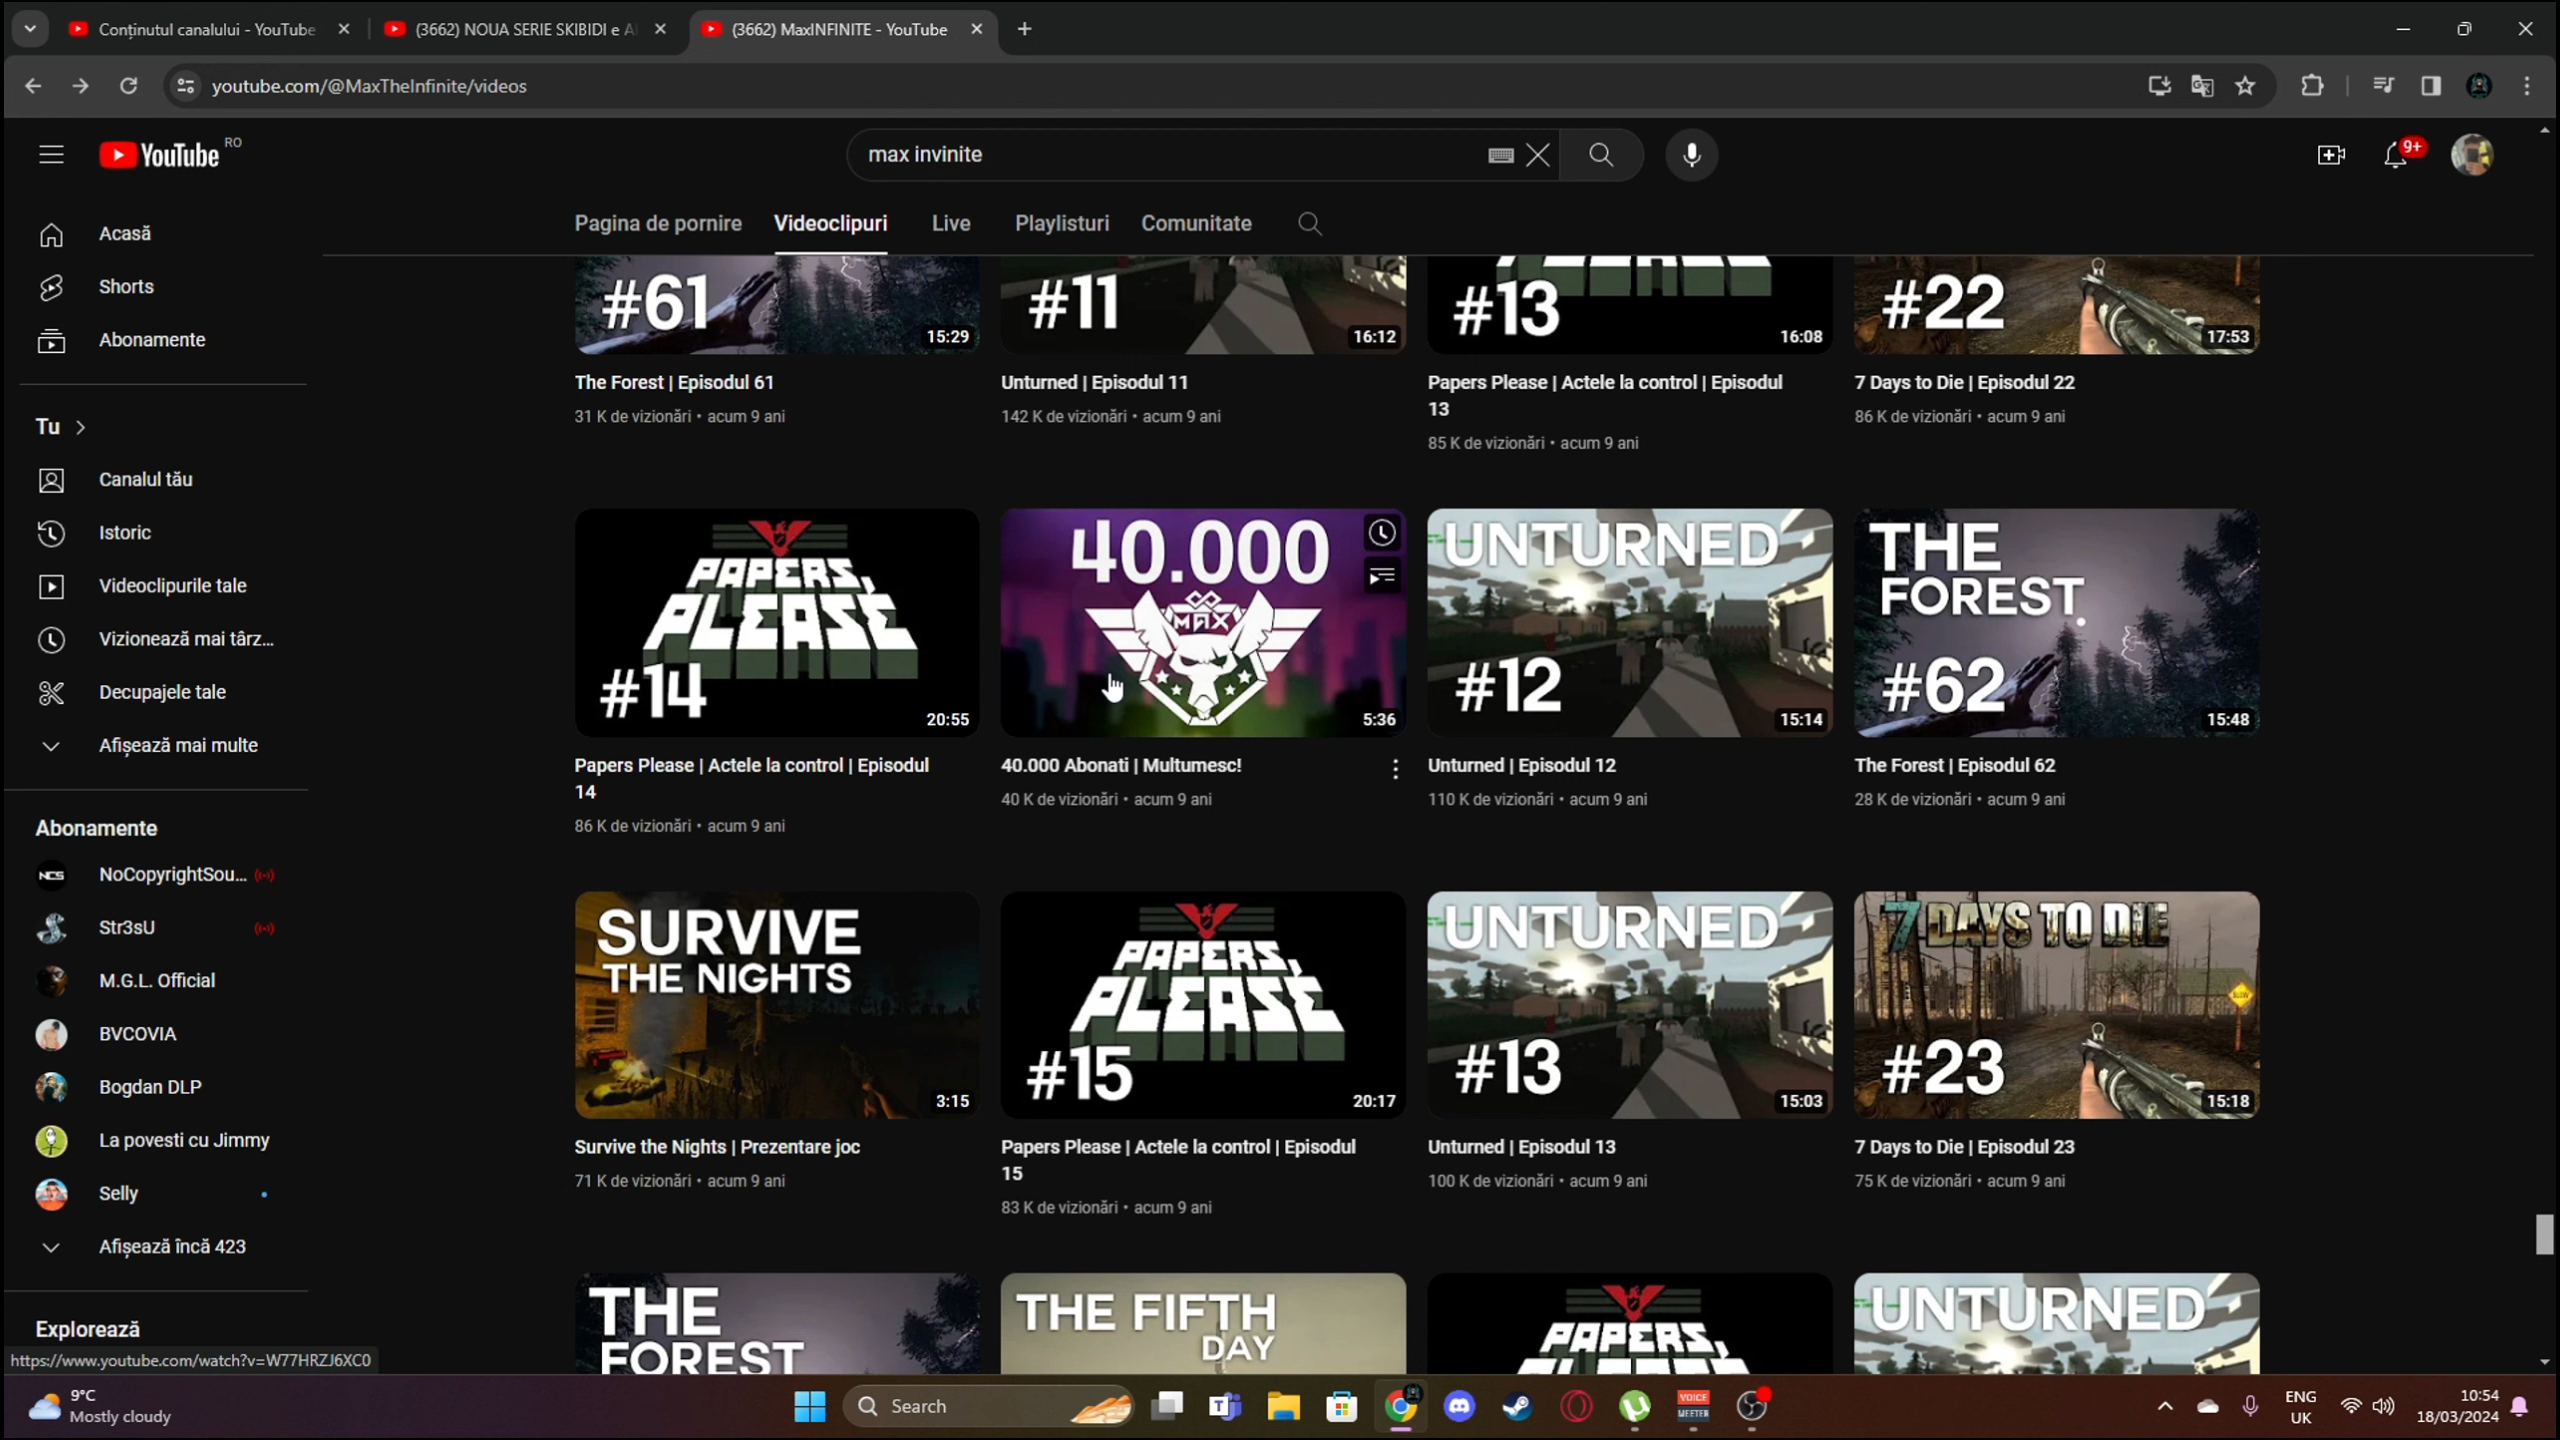 Conținutul canalului - YouTube
(3662) NOUA SERIE SKIBIDI e A
(3662) MaxINFINITE - YouTube
youtube.com/@MaxTheInfinite/videos
YouTube RO
max invinite
9+
Pagina de pornire
Videoclipuri
Live
Playlisturi
Comunitate
Acasă
Shorts
Abonamente
Tu
Canalul tău
Istoric
Videoclipurile tale
Vizionează mai târz...
Decupajele tale
Afișează mai multe
Abonamente
NCS
NoCopyrightSou...
Str3sU
M.G.L. Official
BVCOVIA
Bogdan DLP
La povesti cu Jimmy
Selly
Afișează încă 423
Explorează
https://www.youtube.com/watch?v=W77HRZJ6XC0
#61
15:29
The Forest | Episodul 61
31 K de vizionări • acum 9 ani
#11
16:12
Unturned | Episodul 11
142 K de vizionări • acum 9 ani
#13
16:08
Papers Please | Actele la control | Episodul
13
85 K de vizionări • acum 9 ani
#22
17:53
7 Days to Die | Episodul 22
86 K de vizionări • acum 9 ani
PAPERS,
PLEASE
#14
20:55
Papers Please | Actele la control | Episodul
14
86 K de vizionări • acum 9 ani
40.000
MAX
5:36
40.000 Abonati | Multumesc!
40 K de vizionări • acum 9 ani
UNTURNED
#12
15:14
Unturned | Episodul 12
110 K de vizionări • acum 9 ani
THE
FOREST
#62
15:48
The Forest | Episodul 62
28 K de vizionări • acum 9 ani
SURVIVE
THE NIGHTS
3:15
Survive the Nights | Prezentare joc
71 K de vizionări • acum 9 ani
PAPERS,
PLEASE
#15
20:17
Papers Please | Actele la control | Episodul
15
83 K de vizionări • acum 9 ani
UNTURNED
#13
15:03
Unturned | Episodul 13
100 K de vizionări • acum 9 ani
7 DAYS TO DIE
#23
15:18
7 Days to Die | Episodul 23
75 K de vizionări • acum 9 ani
THE
FOREST
THE FIFTH
DAY
PAPERS,
UNTURNED
9°C
Mostly cloudy
Search
VOICE
MEETER
ENG
UK
10:54
18/03/2024